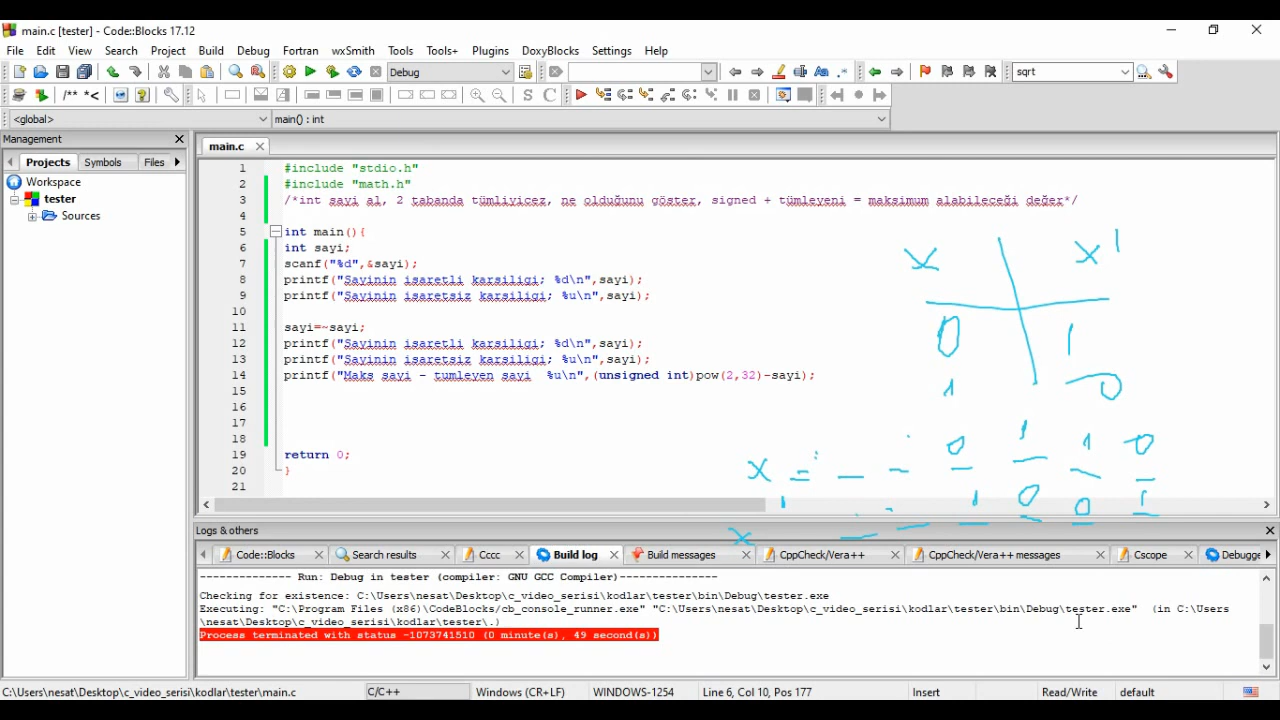 main.c [tester] - Code::Blocks 17.12
File Edit View Search Project Build Debug Fortran wxSmith Tools Tools+ Plugins DoxyBlocks Settings Help
Debug sqrt
/** *< S C
<global> main() : int
Management
main.c
Projects Symbols Files
Workspace
tester
Sources
1 #include "stdio.h"
2 #include "math.h"
3 /*int sayi al, 2 tabanda tümliyicez, ne olduğunu göster, signed + tümleyeni = maksimum alabileceği değer*/
4
5 int main(){
6 int sayi;
7 scanf("%d",&sayi);
8 printf("Sayinin isaretli karsiligi; %d\n",sayi);
9 printf("Sayinin isaretsiz karsiligi; %u\n",sayi);
10
11 sayi=~sayi;
12 printf("Sayinin isaretli karsiligi; %d\n",sayi);
13 printf("Sayinin isaretsiz karsiligi; %u\n",sayi);
14 printf("Maks sayi - tumleyen sayi  %u\n",(unsigned int)pow(2,32)-sayi);
15
16
17
18
19 return 0;
20 }
21
x x'
0 1
1 0
x = 0 1 1 0
x' 1 0 0 1
Logs & others
Code::Blocks Search results Cccc Build log Build messages CppCheck/Vera++ CppCheck/Vera++ messages Cscope Debugge
-------------- Run: Debug in tester (compiler: GNU GCC Compiler)---------------
Checking for existence: C:\Users\nesat\Desktop\c_video_serisi\kodlar\tester\bin\Debug\tester.exe
Executing: "C:\Program Files (x86)\CodeBlocks/cb_console_runner.exe" "C:\Users\nesat\Desktop\c_video_serisi\kodlar\tester\bin\Debug\tester.exe"  (in C:\Users
\nesat\Desktop\c_video_serisi\kodlar\tester\.)
Process terminated with status -1073741510 (0 minute(s), 49 second(s))
C:\Users\nesat\Desktop\c_video_serisi\kodlar\tester\main.c C/C++ Windows (CR+LF) WINDOWS-1254 Line 6, Col 10, Pos 177 Insert Read/Write default